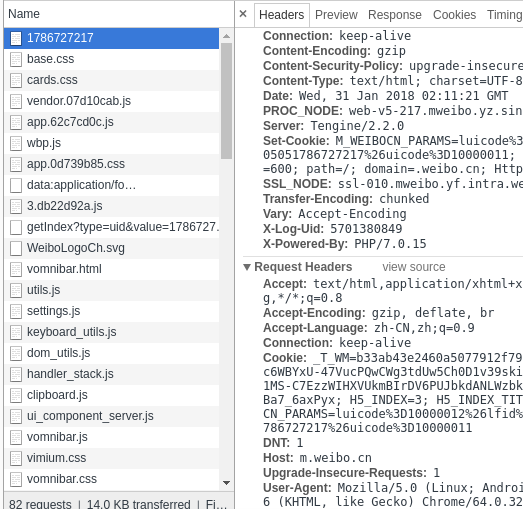 Name
1786727217
base.css
cards.css
vendor.07d10cab.js
app.62c7cd0c.js
wbp.js
app.0d739b85.css
data:application/fo…
3.db22d92a.js
getIndex?type=uid&value=1786727.
WeiboLogoCh.svg
vomnibar.html
utils.js
settings.js
keyboard_utils.js
dom_utils.js
handler_stack.js
clipboard.js
ui_component_server.js
vomnibar.js
vimium.css
vomnibar.css
82 requests | 14.0 KB transferred | Fi…
× Headers Preview Response Cookies Timing
Connection: keep-alive
Content-Encoding: gzip
Content-Security-Policy: upgrade-insecure
Content-Type: text/html; charset=UTF-8
Date: Wed, 31 Jan 2018 02:11:21 GMT
PROC_NODE: web-v5-217.mweibo.yz.sin
Server: Tengine/2.2.0
Set-Cookie: M_WEIBOCN_PARAMS=luicode%3
05051786727217%26uicode%3D10000011;
=600; path=/; domain=.weibo.cn; Http
SSL_NODE: ssl-010.mweibo.yf.intra.we
Transfer-Encoding: chunked
Vary: Accept-Encoding
X-Log-Uid: 5701380849
X-Powered-By: PHP/7.0.15
▼ Request Headers view source
Accept: text/html,application/xhtml+x
g,*/*;q=0.8
Accept-Encoding: gzip, deflate, br
Accept-Language: zh-CN,zh;q=0.9
Connection: keep-alive
Cookie: _T_WM=b33ab43e2460a5077912f79
c6WBYxU-47VucPQwCWg3tdUw5Ch0D1v39ski
1MS-C7EzzWIHXVUkmBIrDV6PUJbkdANLWzbk
Ba7_6axPyx; H5_INDEX=3; H5_INDEX_TIT
CN_PARAMS=luicode%3D10000012%26lfid%
786727217%26uicode%3D10000011
DNT: 1
Host: m.weibo.cn
Upgrade-Insecure-Requests: 1
User-Agent: Mozilla/5.0 (Linux; Androi
6 (KHTML, like Gecko) Chrome/64.0.32